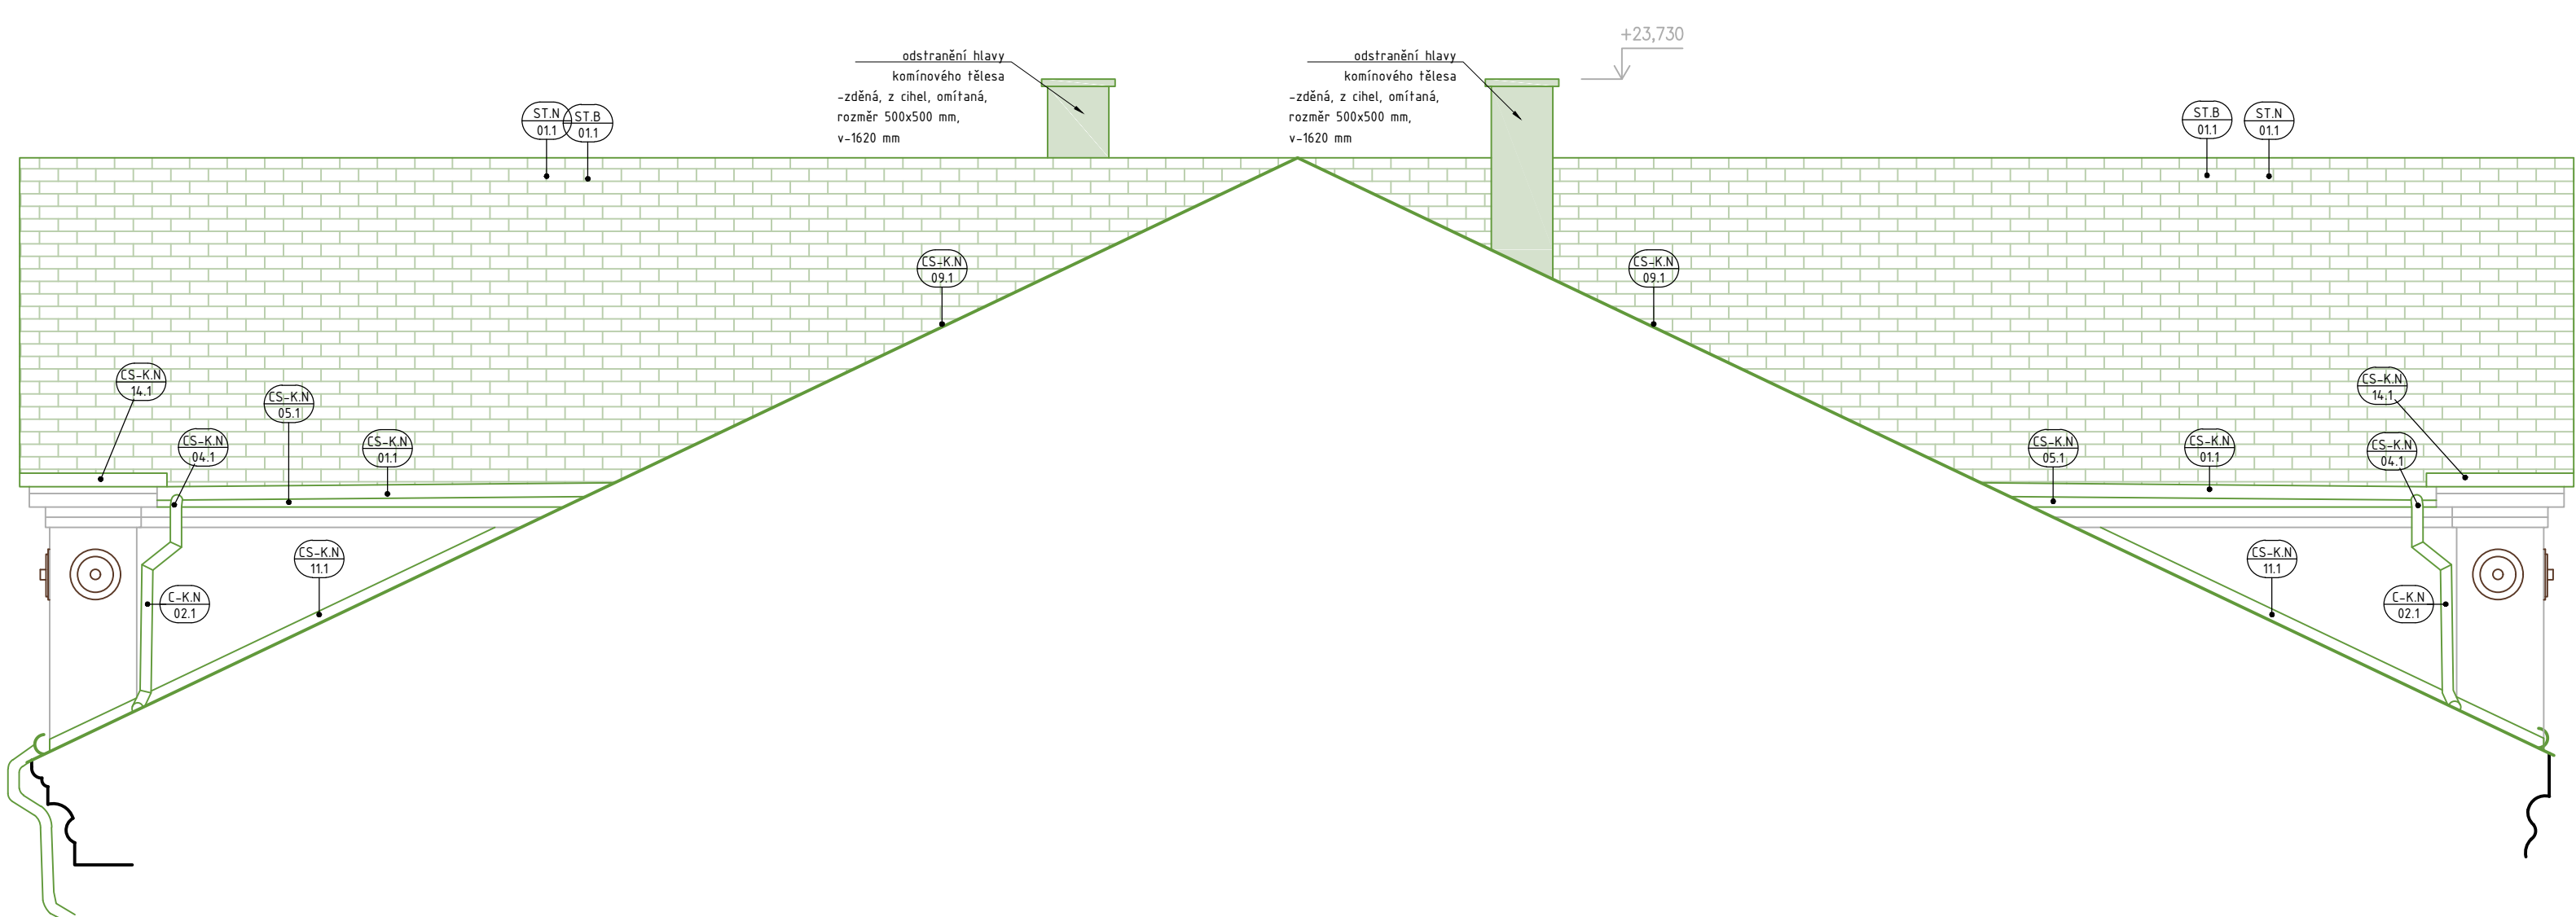 +23,730
odstranění hlavy
komínového tělesa
-zděná, z cihel, omítaná,
rozměr 500x500 mm,
v-1620 mm
odstranění hlavy
komínového tělesa
-zděná, z cihel, omítaná,
rozměr 500x500 mm,
v-1620 mm
ST.N
01.1
ST.B
01.1
ST.B
01.1
ST.N
01.1
CS-K.N
09.1
CS-K.N
09.1
CS-K.N
14.1
CS-K.N
05.1
CS-K.N
04.1
CS-K.N
01.1
CS-K.N
14.1
CS-K.N
05.1
CS-K.N
01.1
CS-K.N
04.1
CS-K.N
11.1
C-K.N
02.1
CS-K.N
11.1
C-K.N
02.1